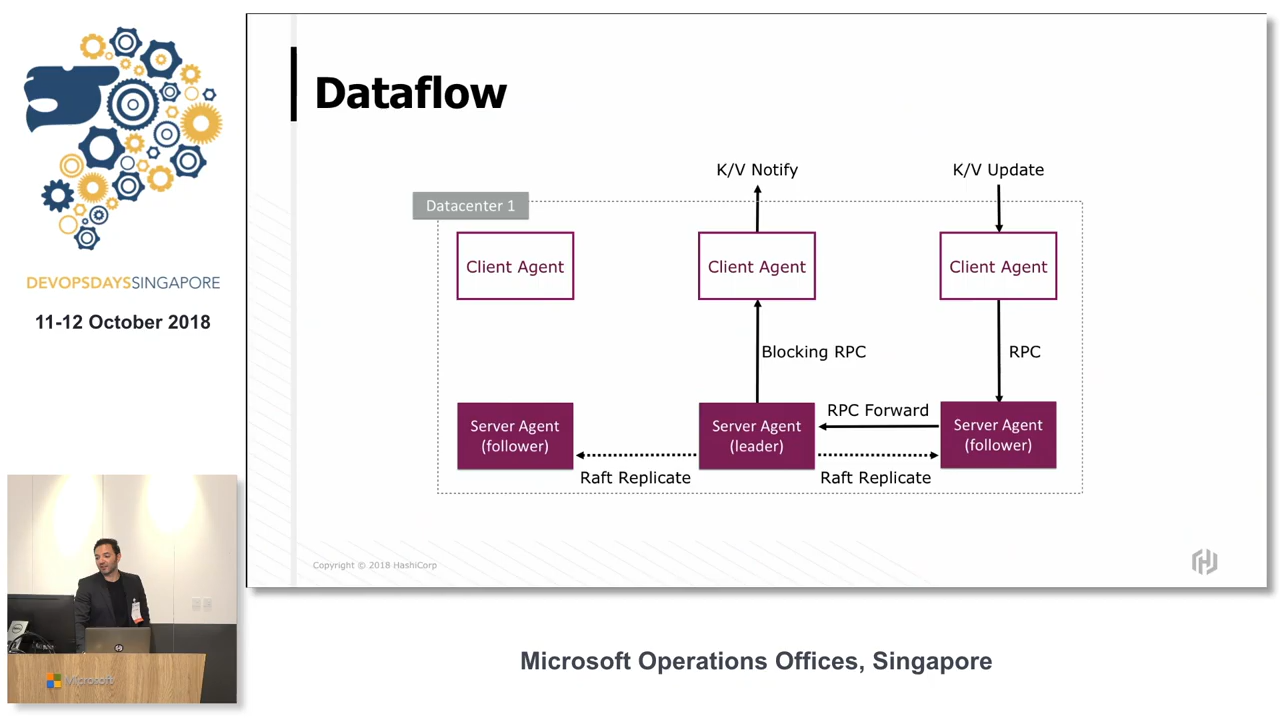 Dataflow
K/V Notify
K/V Update
Datacenter 1
Client Agent
Client Agent
Client Agent
Blocking RPC
RPC
RPC Forward
Server Agent
(follower)
Server Agent
(leader)
Server Agent
(follower)
Raft Replicate
Raft Replicate
Copyright © 2018 HashiCorp
DEVOPSDAYSSINGAPORE
11-12 October 2018
Microsoft
Microsoft Operations Offices, Singapore